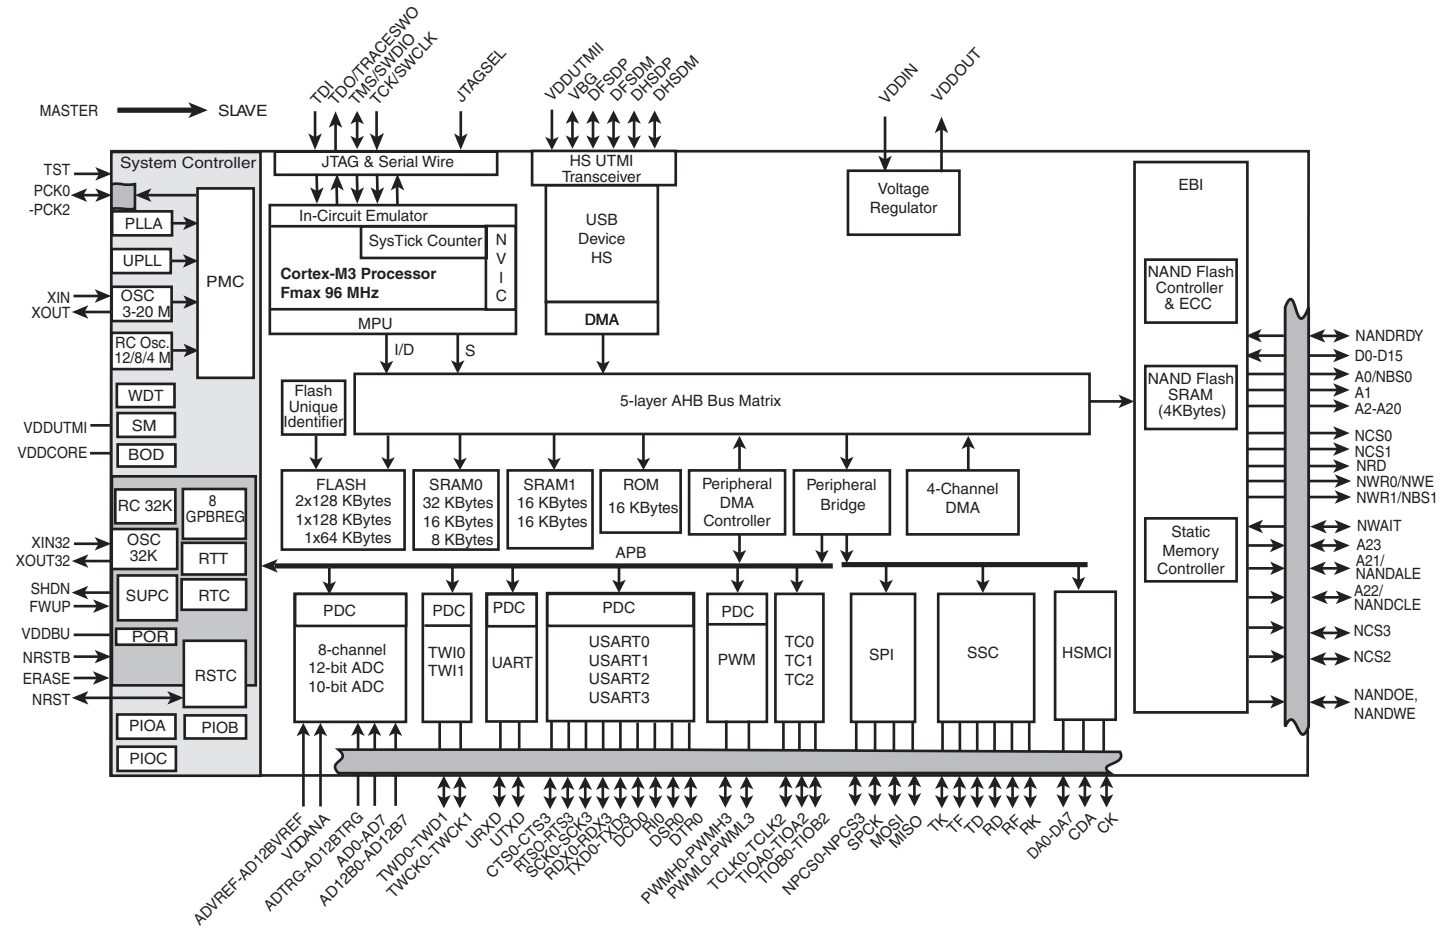 MASTER
SLAVE
TDI
TDO/TRACESWO
TMS/SWDIO
TCK/SWCLK
JTAGSEL
VDDUTMII
VBG
DFSDP
DFSDM
DHSDP
DHSDM
VDDIN
VDDOUT
System Controller
TST
PCK0
-PCK2
PLLA
UPLL
PMC
XIN
XOUT
OSC
3-20 M
RC Osc.
12/8/4 M
WDT
SM
BOD
VDDUTMI
VDDCORE
RC 32K
8
GPBREG
OSC
32K
RTT
XIN32
XOUT32
SUPC
RTC
SHDN
FWUP
VDDBU
POR
NRSTB
ERASE
NRST
RSTC
PIOA
PIOB
PIOC
JTAG & Serial Wire
In-Circuit Emulator
SysTick Counter
N
V
I
C
Cortex-M3 Processor
Fmax 96 MHz
MPU
I/D
S
HS UTMI
Transceiver
USB
Device
HS
DMA
Voltage
Regulator
Flash
Unique
Identifier
5-layer AHB Bus Matrix
FLASH
2x128 KBytes
1x128 KBytes
1x64 KBytes
SRAM0
32 KBytes
16 KBytes
8 KBytes
SRAM1
16 KBytes
16 KBytes
ROM
16 KBytes
Peripheral
DMA
Controller
Peripheral
Bridge
4-Channel
DMA
APB
PDC
8-channel
12-bit ADC
10-bit ADC
PDC
TWI0
TWI1
PDC
UART
PDC
USART0
USART1
USART2
USART3
PDC
PWM
TC0
TC1
TC2
SPI
SSC
HSMCI
EBI
NAND Flash
Controller
& ECC
NAND Flash
SRAM
(4KBytes)
Static
Memory
Controller
NANDRDY
D0-D15
A0/NBS0
A1
A2-A20
NCS0
NCS1
NRD
NWR0/NWE
NWR1/NBS1
NWAIT
A23
A21/
NANDALE
A22/
NANDCLE
NCS3
NCS2
NANDOE,
NANDWE
ADVREF-AD12BVREF
VDDANA
ADTRG-AD12BTRG
AD0-AD7
AD12B0-AD12B7
TWD0-TWD1
TWCK0-TWCK1
URXD
UTXD
CTS0-CTS3
RTS0-RTS3
SCK0-SCK3
RDX0-RDX3
TXD0-TXD3
DCD0
RI0
DSR0
DTR0
PWMH0-PWMH3
PWML0-PWML3
TCLK0-TCLK2
TIOA0-TIOA2
TIOB0-TIOB2
NPCS0-NPCS3
SPCK
MOSI
MISO
TK
TF
TD
RD
RF
RK
DA0-DA7
CDA
CK